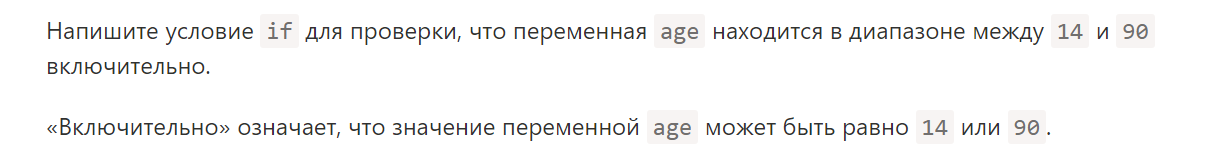 Напишите условие if для проверки, что переменная age находится в диапазоне между 14 и 90
включительно.
«Включительно» означает, что значение переменной age может быть равно 14 или 90.